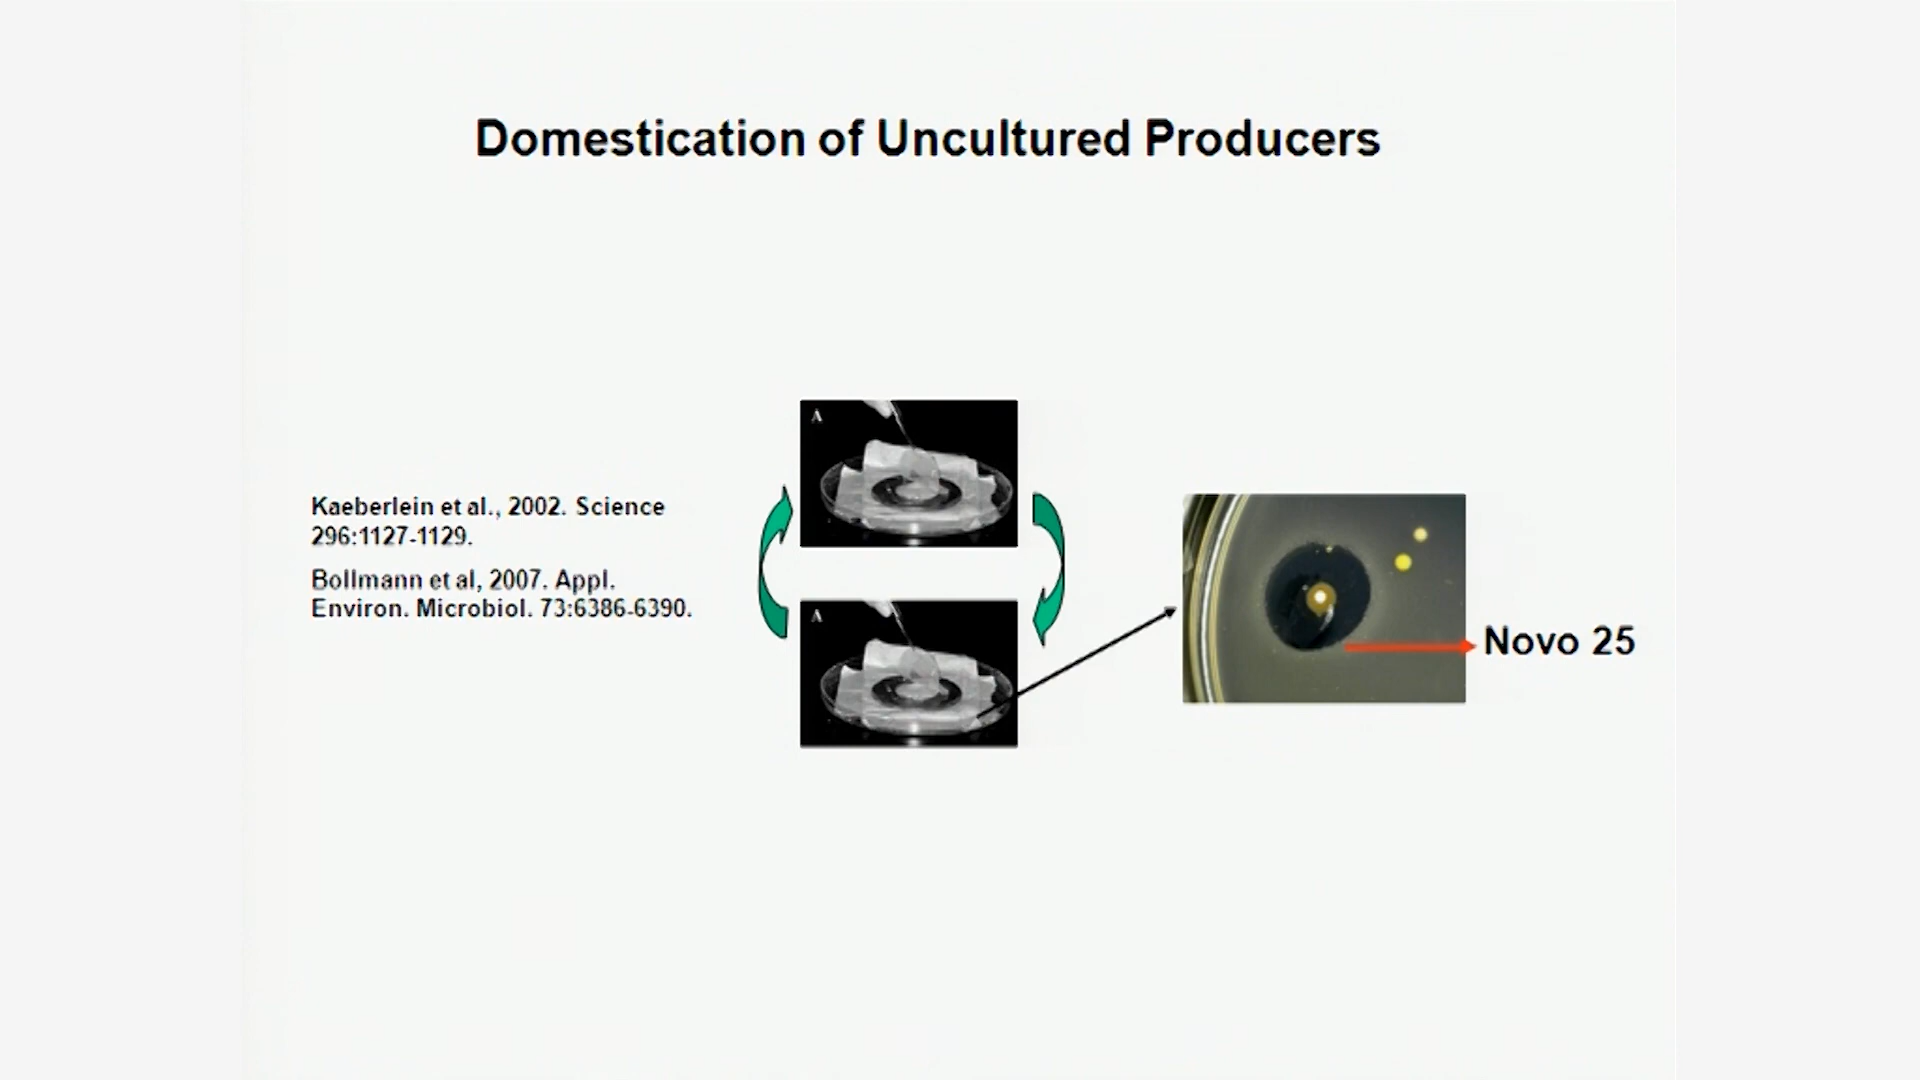 Domestication of Uncultured Producers
Kaeberlein et al., 2002. Science
296:1127-1129.
Bollmann et al, 2007. Appl.
Environ. Microbiol. 73:6386-6390.
A
A
Novo 25